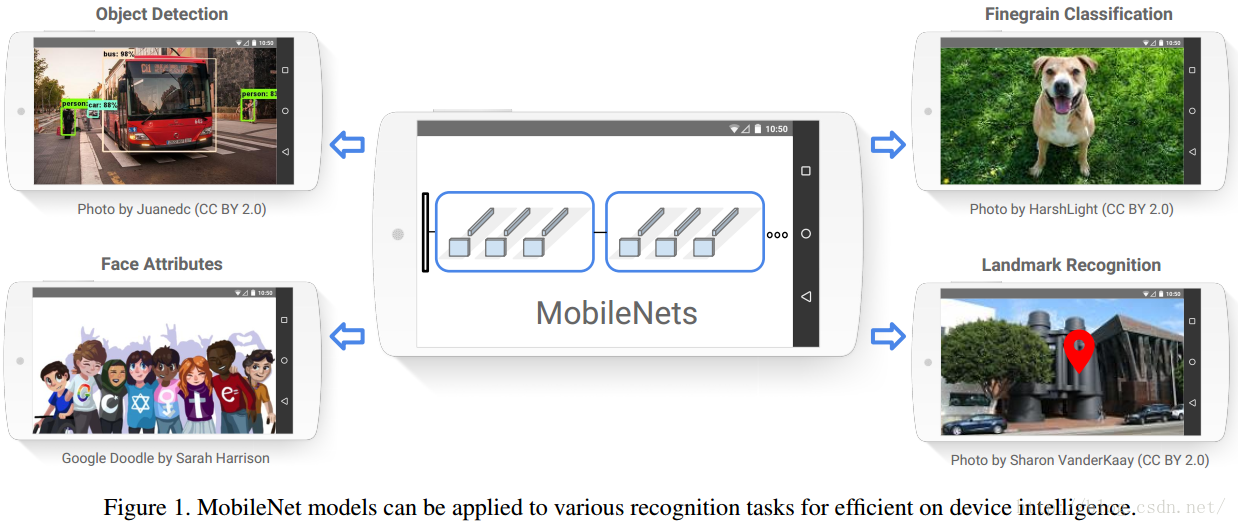 Object Detection
10:50
bus: 98%
person:
car: 88%
person: 83
Photo by Juanedc (CC BY 2.0)
Face Attributes
10:50
G
C
t
e
Google Doodle by Sarah Harrison
10:50
MobileNets
Finegrain Classification
10:50
Photo by HarshLight (CC BY 2.0)
Landmark Recognition
10:50
Photo by Sharon VanderKaay (CC BY 2.0)
Figure 1. MobileNet models can be applied to various recognition tasks for efficient on device intelligence.